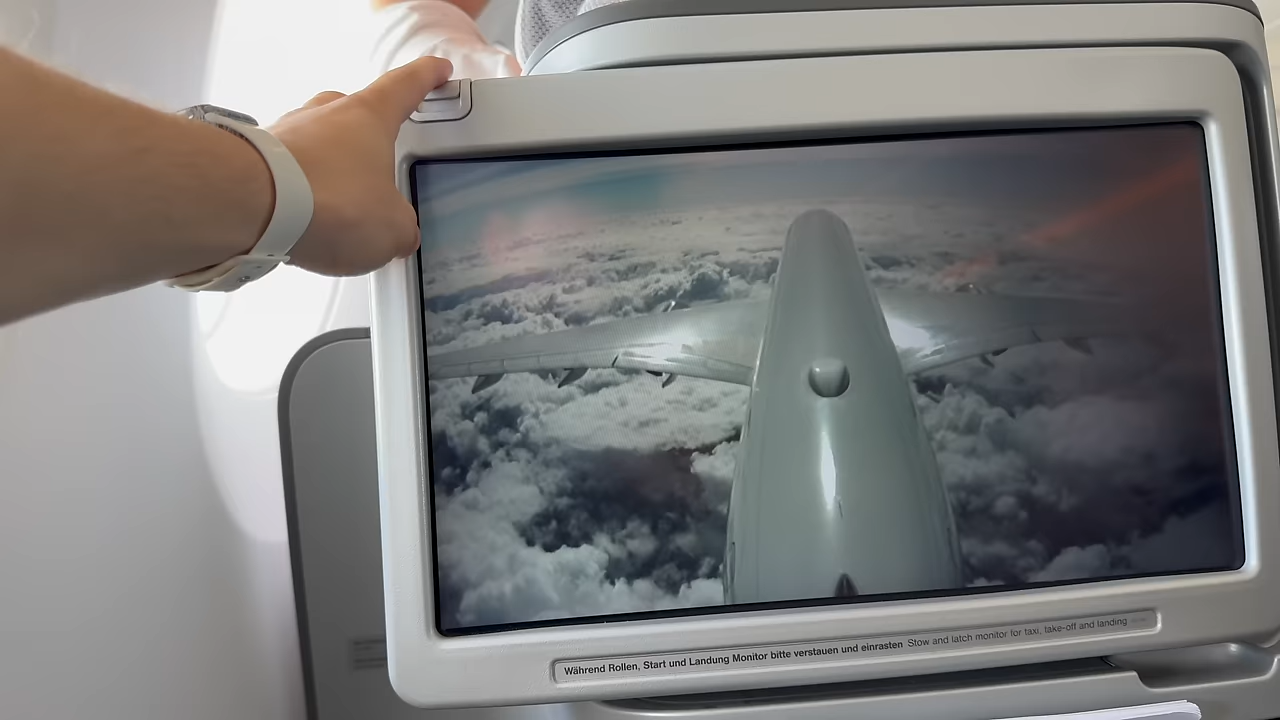 Während Rollen, Start und Landung Monitor bitte verstauen und einrasten Stow and latch monitor for taxi, take-off and landing